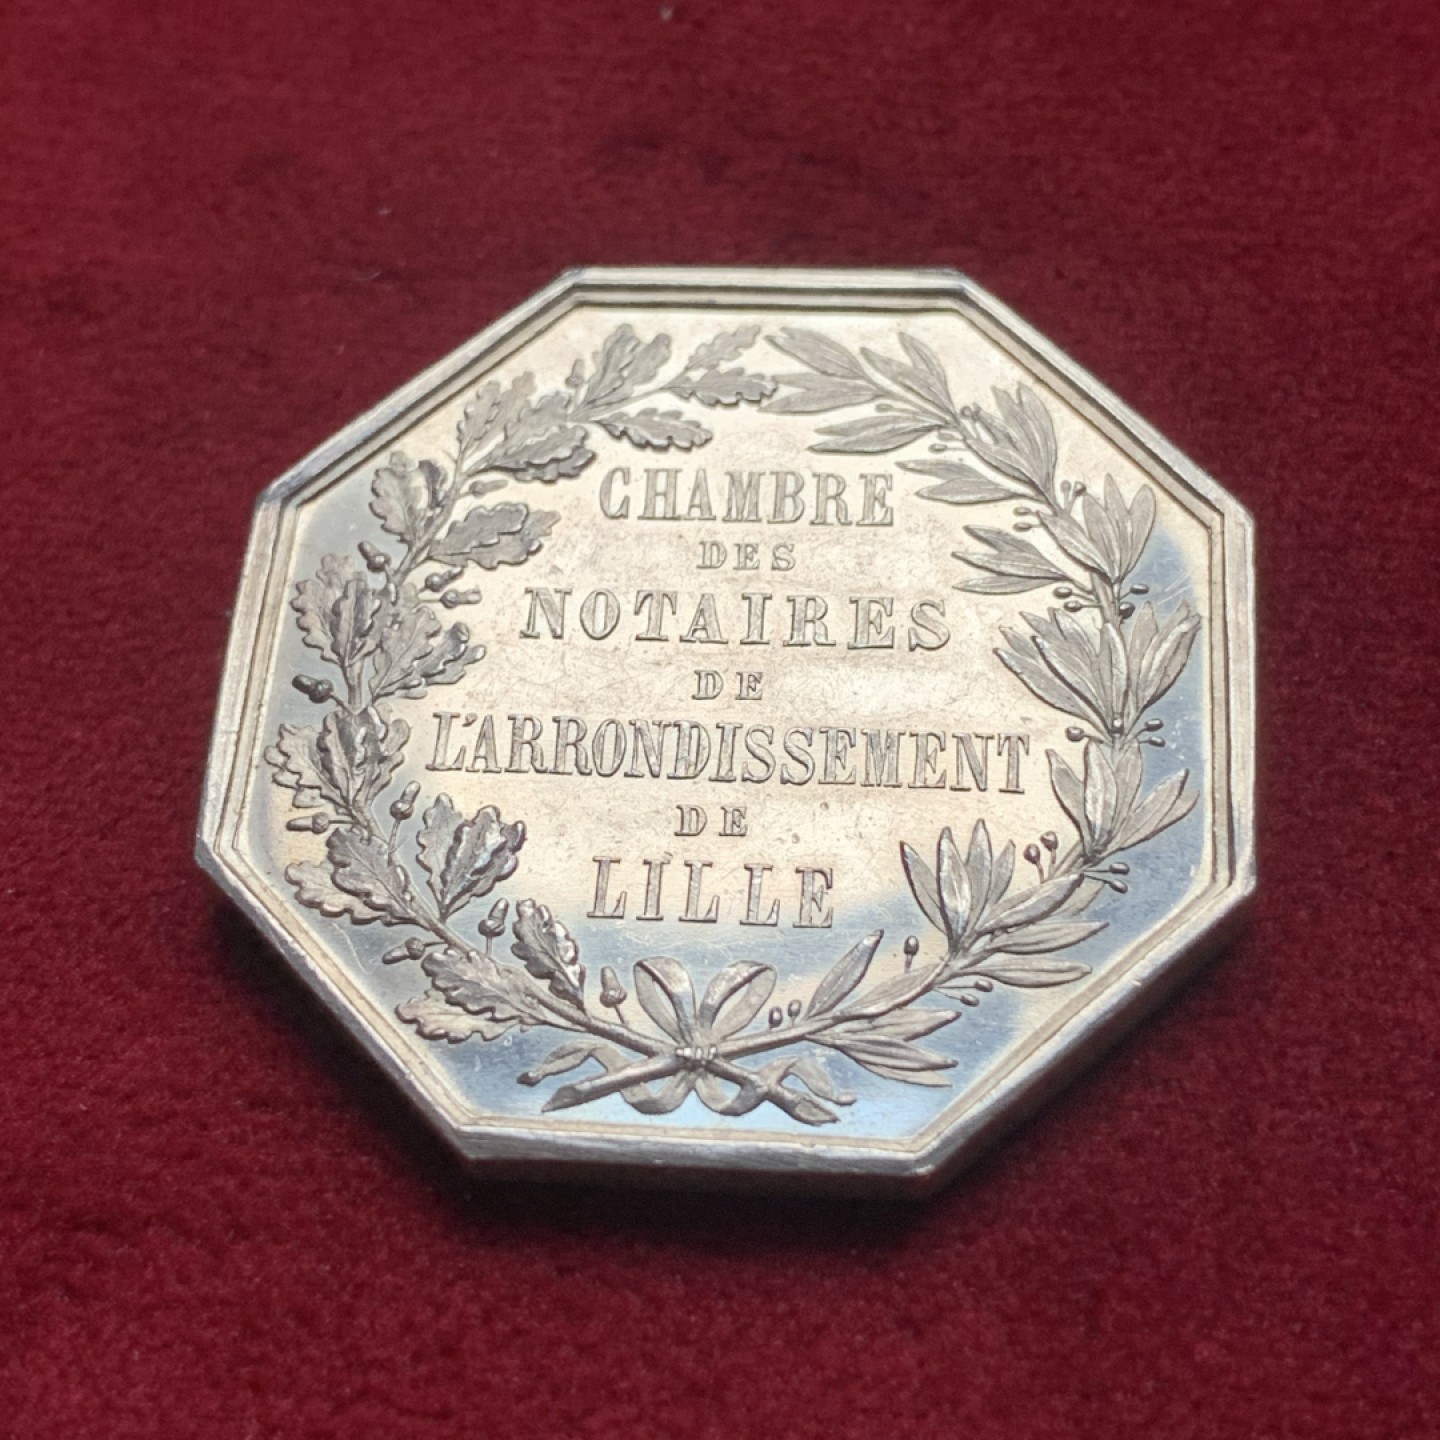 CHAMBRE
DES
NOTAIRES
DE
L'ARRONDISSEMENT
DE
LILLE